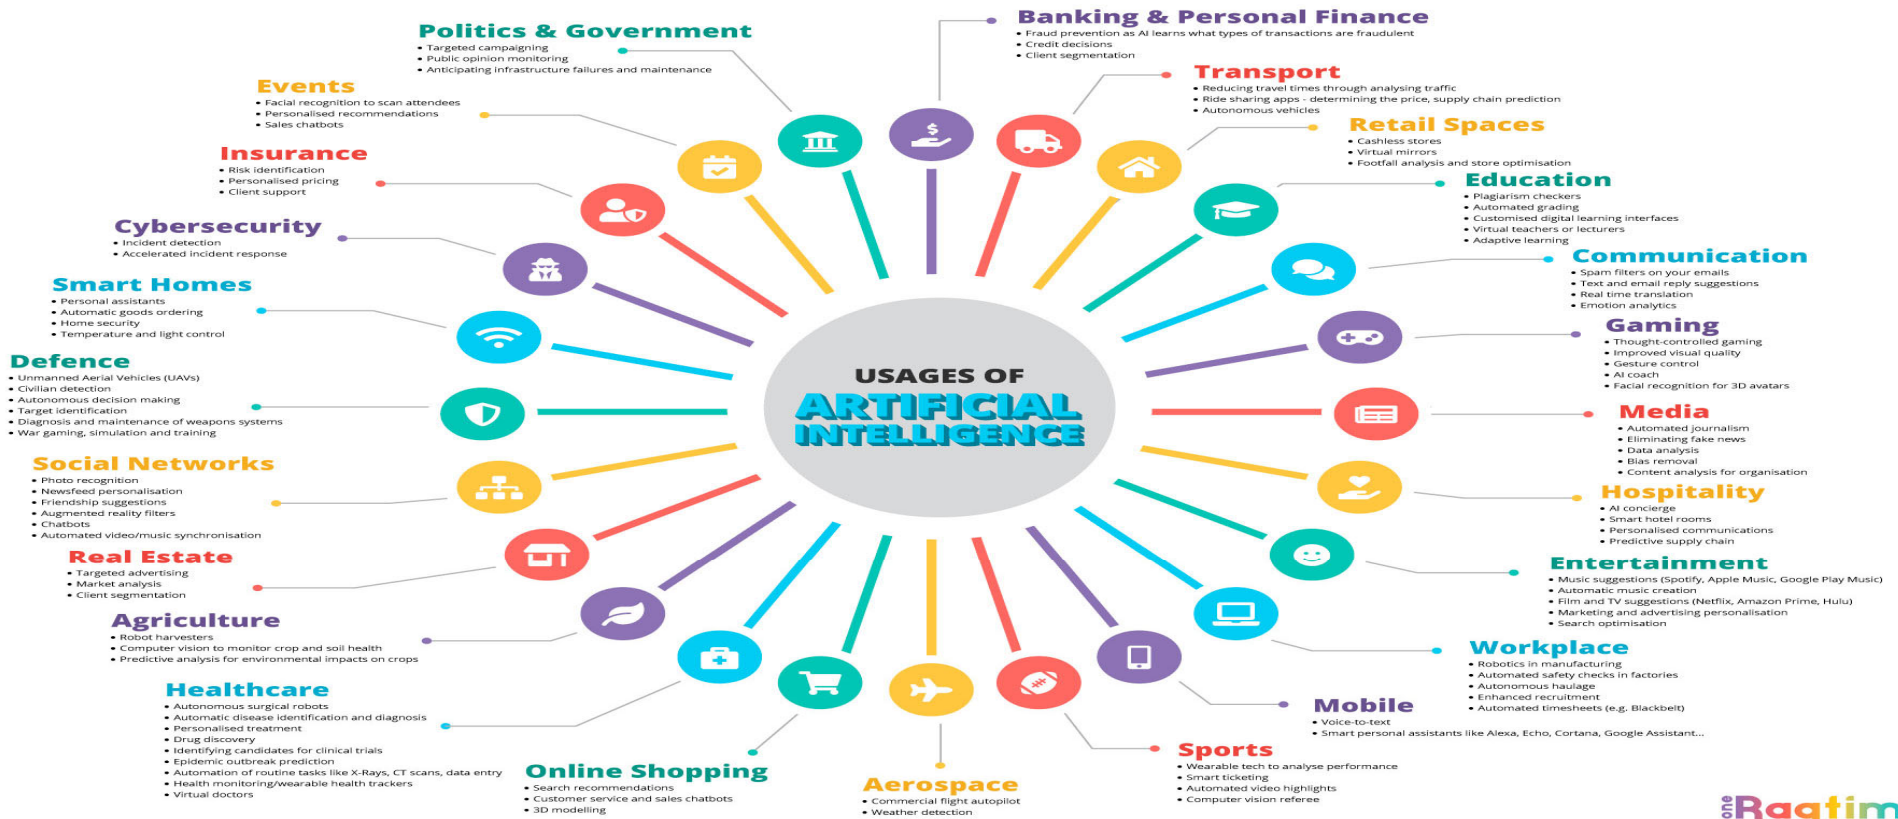 USAGES OF
ARTIFICIAL
INTELLIGENCE
Banking & Personal Finance
• Fraud prevention as AI learns what types of transactions are fraudulent
• Credit decisions
• Client segmentation
Transport
• Reducing travel times through analysing traffic
• Ride sharing apps - determining the price, supply chain prediction
• Autonomous vehicles
Retail Spaces
• Cashless stores
• Virtual mirrors
• Footfall analysis and store optimisation
Education
• Plagiarism checkers
• Automated grading
• Customised digital learning interfaces
• Virtual teachers or lecturers
• Adaptive learning
Communication
• Spam filters on your emails
• Text and email reply suggestions
• Real time translation
• Emotion analytics
Gaming
• Thought-controlled gaming
• Improved visual quality
• Gesture control
• AI coach
• Facial recognition for 3D avatars
Media
• Automated journalism
• Eliminating fake news
• Data analysis
• Bias removal
• Content analysis for organisation
Hospitality
• AI concierge
• Smart hotel rooms
• Personalised communications
• Predictive supply chain
Entertainment
• Music suggestions (Spotify, Apple Music, Google Play Music)
• Automatic music creation
• Film and TV suggestions (Netflix, Amazon Prime, Hulu)
• Marketing and advertising personalisation
• Search optimisation
Workplace
• Robotics in manufacturing
• Automated safety checks in factories
• Autonomous haulage
• Enhanced recruitment
• Automated timesheets (e.g. Blackbelt)
Mobile
• Voice-to-text
• Smart personal assistants like Alexa, Echo, Cortana, Google Assistant...
Sports
• Wearable tech to analyse performance
• Smart ticketing
• Automated video highlights
• Computer vision referee
Aerospace
• Commercial flight autopilot
• Weather detection
Online Shopping
• Search recommendations
• Customer service and sales chatbots
• 3D modelling
Healthcare
• Autonomous surgical robots
• Automatic disease identification and diagnosis
• Personalised treatment
• Drug discovery
• Identifying candidates for clinical trials
• Epidemic outbreak prediction
• Automation of routine tasks like X-Rays, CT scans, data entry
• Health monitoring/wearable health trackers
• Virtual doctors
Agriculture
• Robot harvesters
• Computer vision to monitor crop and soil health
• Predictive analysis for environmental impacts on crops
Real Estate
• Targeted advertising
• Market analysis
• Client segmentation
Social Networks
• Photo recognition
• Newsfeed personalisation
• Friendship suggestions
• Augmented reality filters
• Chatbots
• Automated video/music synchronisation
Defence
• Unmanned Aerial Vehicles (UAVs)
• Civilian detection
• Autonomous decision making
• Target identification
• Diagnosis and maintenance of weapons systems
• War gaming, simulation and training
Smart Homes
• Personal assistants
• Automatic goods ordering
• Home security
• Temperature and light control
Cybersecurity
• Incident detection
• Accelerated incident response
Insurance
• Risk identification
• Personalised pricing
• Client support
Events
• Facial recognition to scan attendees
• Personalised recommendations
• Sales chatbots
Politics & Government
• Targeted campaigning
• Public opinion monitoring
• Anticipating infrastructure failures and maintenance
one